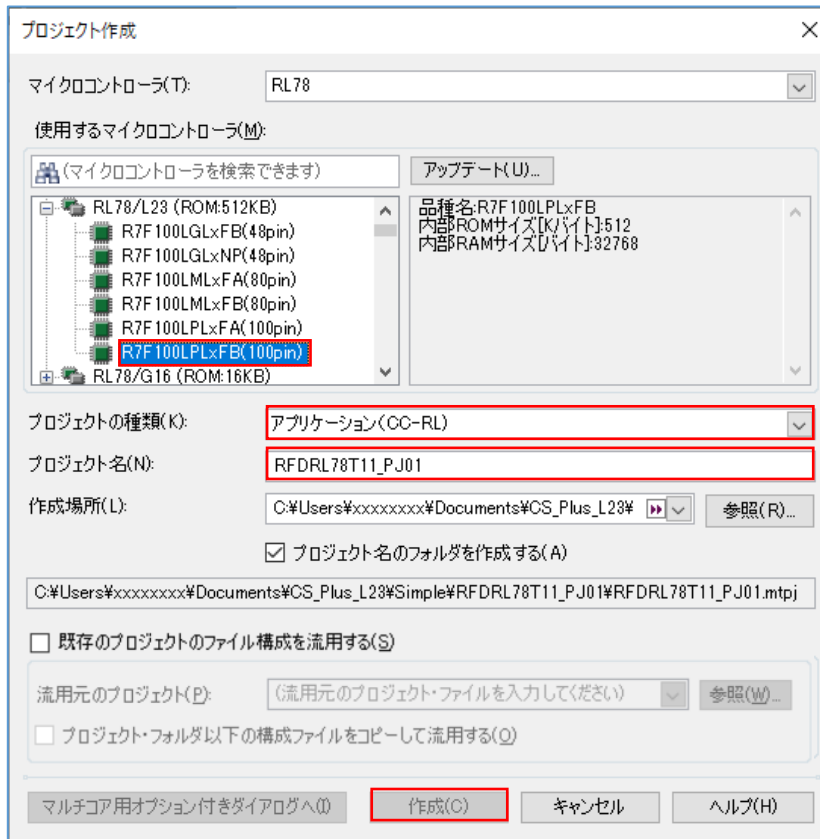 プロジェクト作成
マイクロコントローラ(T): RL78
使用するマイクロコントローラ(M):
(マイクロコントローラを検索できます) アップデート(U)...
RL78/L23 (ROM:512KB)
R7F100LGLxFB(48pin)
R7F100LGLxNP(48pin)
R7F100LMLxFA(80pin)
R7F100LMLxFB(80pin)
R7F100LPLxFA(100pin)
R7F100LPLxFB(100pin)
RL78/G16 (ROM:16KB)
品種名:R7F100LPLxFB
内部ROMサイズ[Kバイト]:512
内部RAMサイズ[バイト]:32768
プロジェクトの種類(K): アプリケーション(CC-RL)
プロジェクト名(N): RFDRL78T11_PJ01
作成場所(L): C:¥Users¥xxxxxxxx¥Documents¥CS_Plus_L23¥ 参照(R)...
プロジェクト名のフォルダを作成する(A)
C:¥Users¥xxxxxxxx¥Documents¥CS_Plus_L23¥Simple¥RFDRL78T11_PJ01¥RFDRL78T11_PJ01.mtpj
既存のプロジェクトのファイル構成を流用する(S)
流用元のプロジェクト(P): (流用元のプロジェクト・ファイルを入力してください) 参照(W)...
プロジェクト・フォルダ以下の構成ファイルをコピーして流用する(O)
マルチコア用オプション付きダイアログへ(I) 作成(C) キャンセル ヘルプ(H)